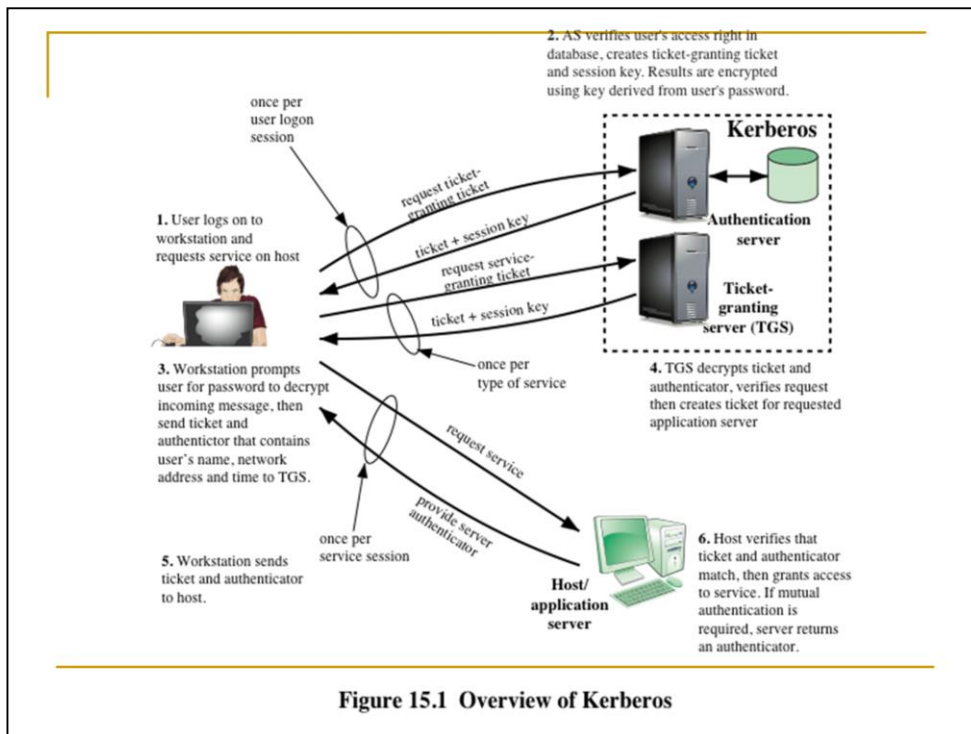 2. AS verifies user's access right in
database, creates ticket-granting ticket
and session key. Results are encrypted
using key derived from user's password.
once per
user logon
session
Kerberos
request ticket-
granting ticket
1. User logs on to
workstation and
requests service on host
ticket + session key
Authentication
server
request service-
granting ticket
ticket + session key
Ticket-
granting
server (TGS)
once per
type of service
3. Workstation prompts
user for password to decrypt
incoming message, then
send ticket and
authentictor that contains
user's name, network
address and time to TGS.
4. TGS decrypts ticket and
authenticator, verifies request
then creates ticket for requested
application server
request service
provide server
authenticator
once per
service session
5. Workstation sends
ticket and authenticator
to host.
Host/
application
server
6. Host verifies that
ticket and authenticator
match, then grants access
to service. If mutual
authentication is
required, server returns
an authenticator.
Figure 15.1 Overview of Kerberos